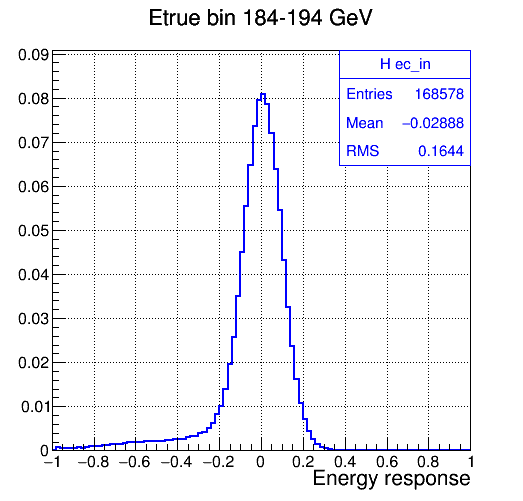 Etrue bin 184-194 GeV
H ec_in
Entries 168578
Mean −0.02888
RMS 0.1644
0.09
0.08
0.07
0.06
0.05
0.04
0.03
0.02
0.01
0
−1 −0.8 −0.6 −0.4 −0.2 0 0.2 0.4 0.6 0.8 1
Energy response